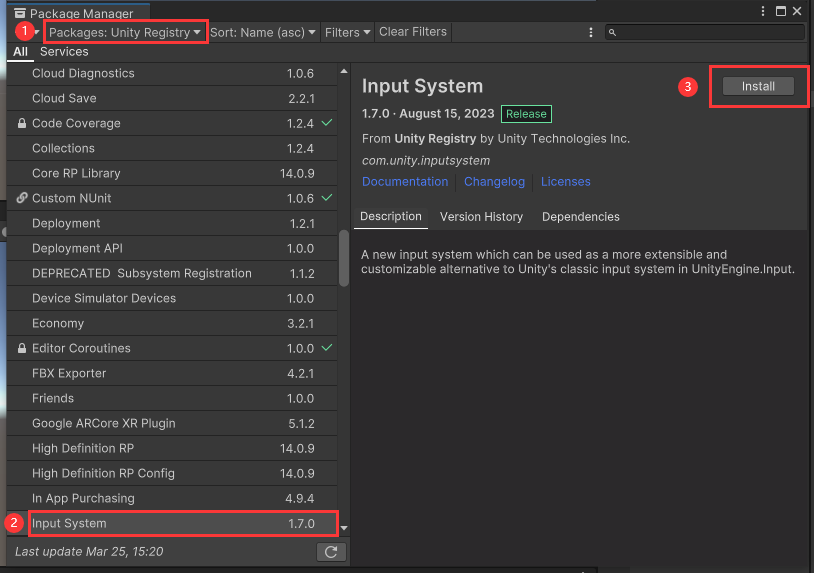 Package Manager
1 Packages: Unity Registry Sort: Name (asc) Filters Clear Filters
All Services
Cloud Diagnostics 1.0.6
Cloud Save 2.2.1
Code Coverage 1.2.4
Collections 1.2.4
Core RP Library 14.0.9
Custom NUnit 1.0.6
Deployment 1.2.1
Deployment API 1.0.0
DEPRECATED Subsystem Registration 1.1.2
Device Simulator Devices 1.0.0
Economy 3.2.1
Editor Coroutines 1.0.0
FBX Exporter 4.2.1
Friends 1.0.0
Google ARCore XR Plugin 5.1.2
High Definition RP 14.0.9
High Definition RP Config 14.0.9
In App Purchasing 4.9.4
2 Input System 1.7.0
Last update Mar 25, 15:20
Input System
3 Install
1.7.0 · August 15, 2023 Release
From Unity Registry by Unity Technologies Inc.
com.unity.inputsystem
Documentation Changelog Licenses
Description Version History Dependencies
A new input system which can be used as a more extensible and
customizable alternative to Unity's classic input system in UnityEngine.Input.